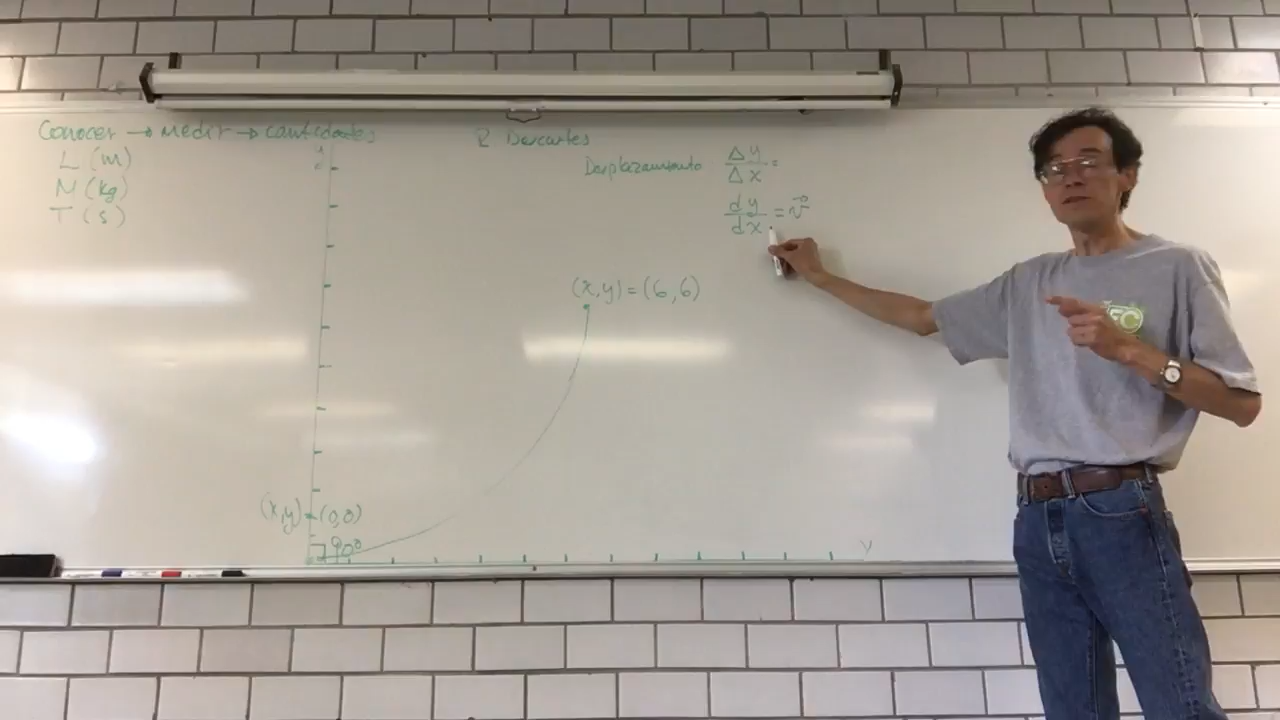 Conocer → medir → cantidades
L (m)
M (kg)
T (s)
y
R Descartes
Desplazamiento Δy/Δx =
dy/dx = v⃗
(x,y) = (6,6)
(x,y) (0,0)
90°